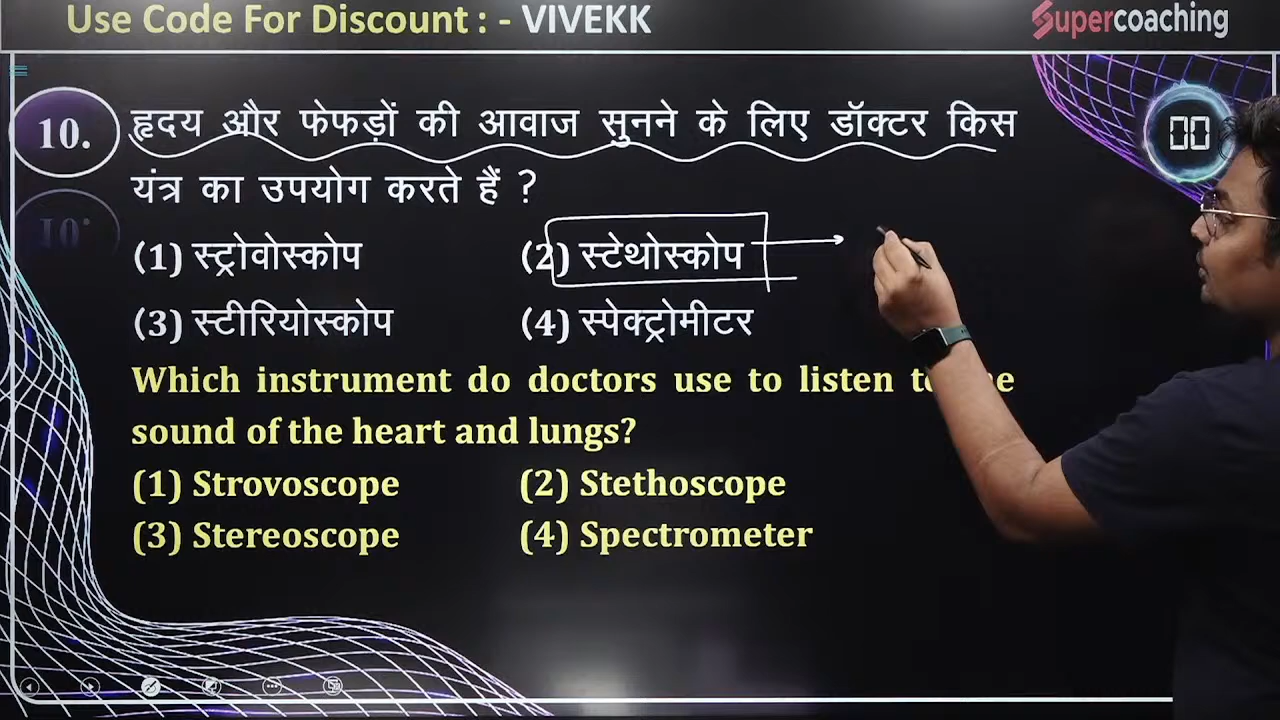 Use Code For Discount : - VIVEKK
Supercoaching
10.
हृदय और फेफड़ों की आवाज सुनने के लिए डॉक्टर किस
यंत्र का उपयोग करते हैं ?
(1) स्ट्रोवोस्कोप (2) स्टेथोस्कोप
(3) स्टीरियोस्कोप (4) स्पेक्ट्रोमीटर
00
Which instrument do doctors use to listen
sound of the heart and lungs?
(1) Strovoscope (2) Stethoscope
(3) Stereoscope (4) Spectrometer